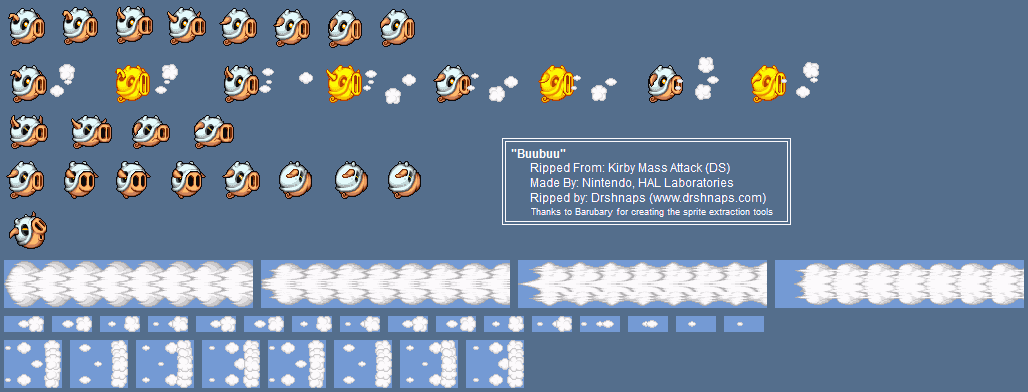 "Buubuu"
Ripped From: Kirby Mass Attack (DS)
Made By: Nintendo, HAL Laboratories
Ripped by: Drshnaps (www.drshnaps.com)
Thanks to Barubary for creating the sprite extraction tools